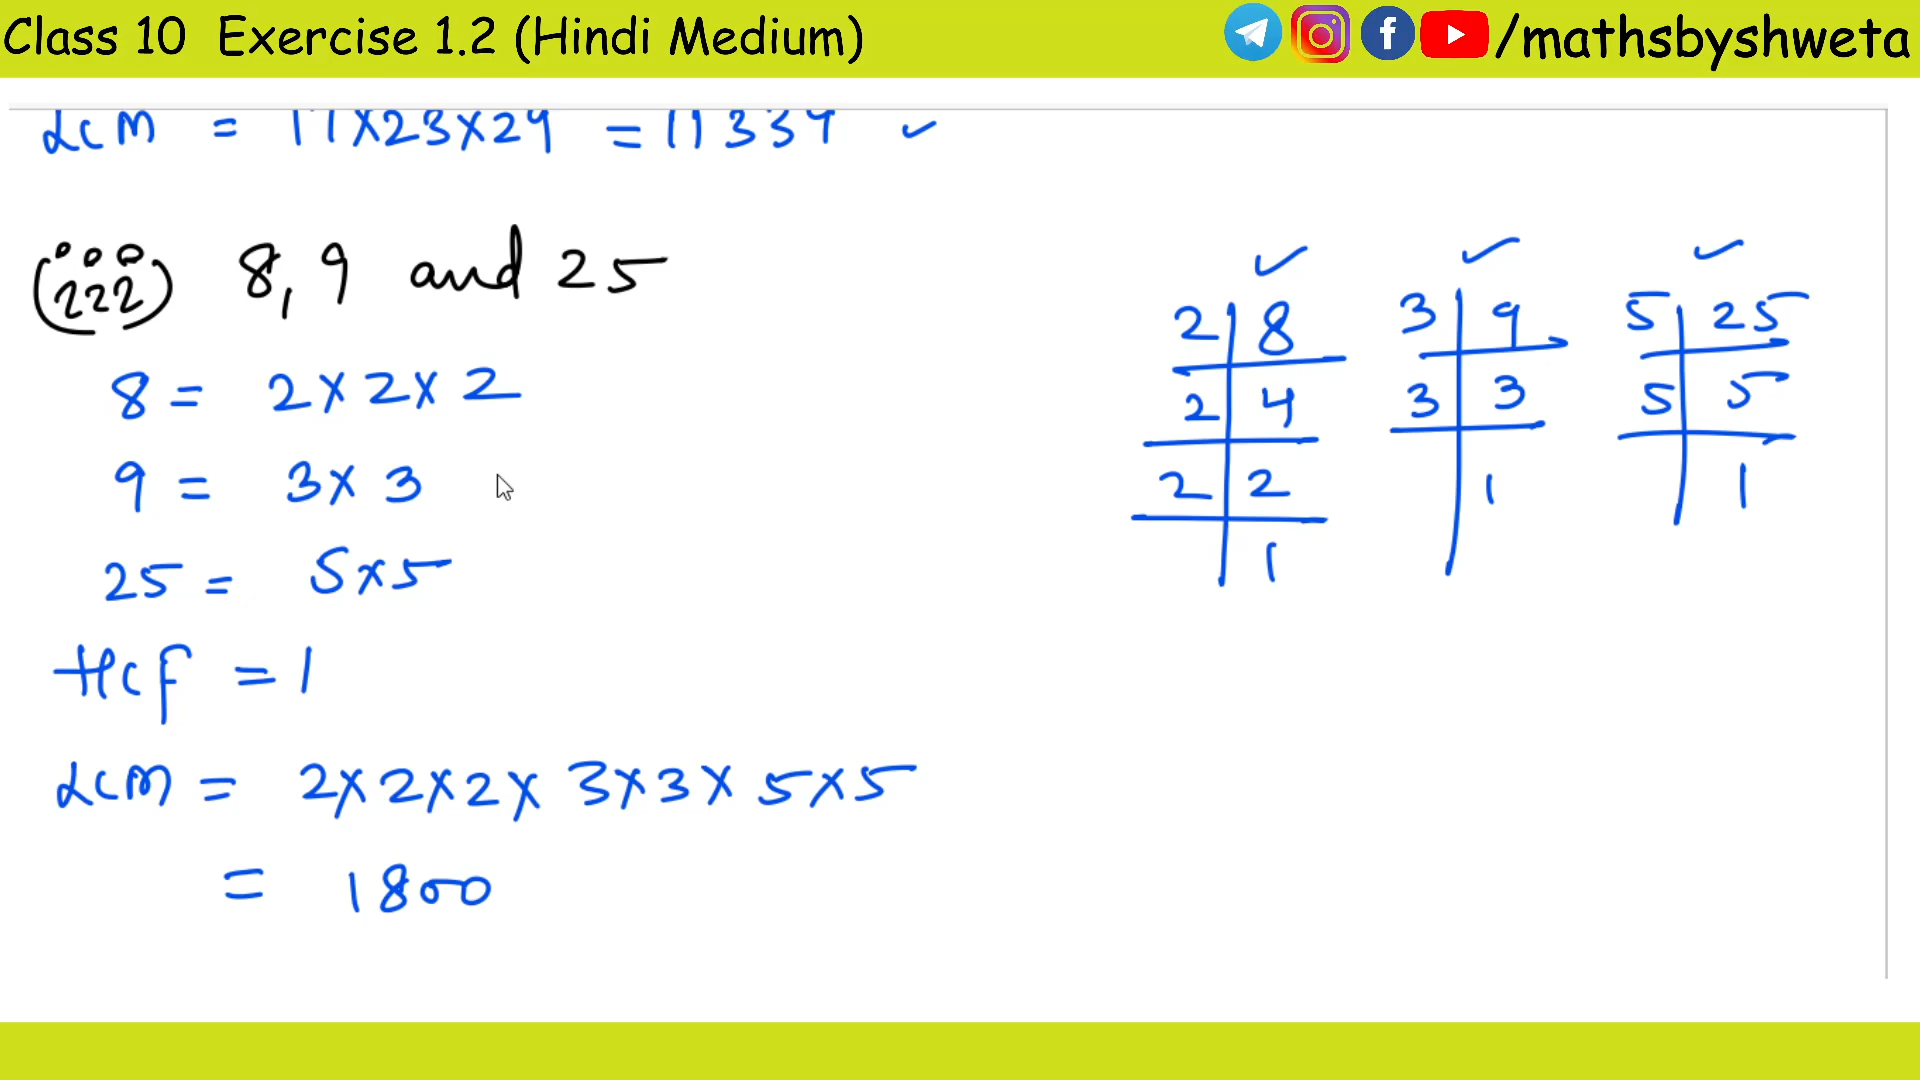 Class 10 Exercise 1.2 (Hindi Medium)
/mathsbyshweta
LCM = 17×23×29 = 11339
(iii) 8, 9 and 25
8 = 2×2×2
9 = 3×3
25 = 5×5
HCF = 1
LCM = 2×2×2×3×3×5×5
= 1800
2 | 8
2 | 4
2 | 2
1
3 | 9
3 | 3
1
5 | 25
5 | 5
1